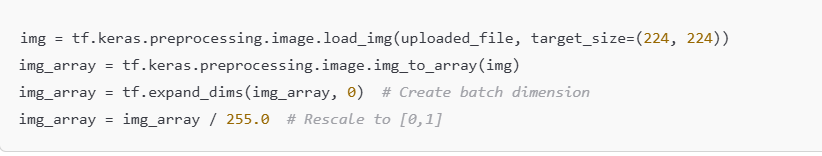 img = tf.keras.preprocessing.image.load_img(uploaded_file, target_size=(224, 224))
img_array = tf.keras.preprocessing.image.img_to_array(img)
img_array = tf.expand_dims(img_array, 0)  # Create batch dimension
img_array = img_array / 255.0  # Rescale to [0,1]